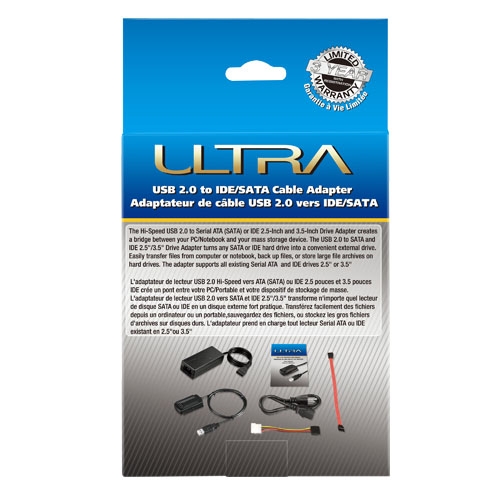 LIMITED
3 YEAR
WARRANTY
Garantie à Vie Limitée
ULTRA
USB 2.0 to IDE/SATA Cable Adapter
Adaptateur de câble USB 2.0 vers IDE/SATA
The Hi-Speed USB 2.0 to Serial ATA (SATA) or IDE 2.5-Inch and 3.5-Inch Drive Adapter creates
a bridge between your PC/Notebook and your mass storage device. The USB 2.0 to SATA and
IDE 2.5"/3.5" Drive Adapter turns any SATA or IDE hard drive into a convenient external drive.
Easily transfer files from computer or notebook, back up files, or store large file archives on
hard drives. The adapter supports all existing Serial ATA and IDE drives 2.5" or 3.5"
L'adaptateur de lecteur USB 2.0 Hi-Speed vers ATA (SATA) ou IDE 2.5 pouces et 3.5 pouces
IDE crée un pont entre votre PC/Portable et votre dispositif de stockage de masse.
L'adaptateur de lecteur USB 2.0 vers SATA et IDE 2.5"/3.5" transforme n'importe quel lecteur
de disque SATA ou IDE en un disque externe fort pratique. Transférez facilement des fichiers
depuis un ordinateur ou un portable,sauvegardez des fichiers, ou stockez les gros fichiers
d'archives sur disques durs. L'adaptateur prend en charge tout lecteur Serial ATA ou IDE
existant en 2.5"ou 3.5"
ULTRA